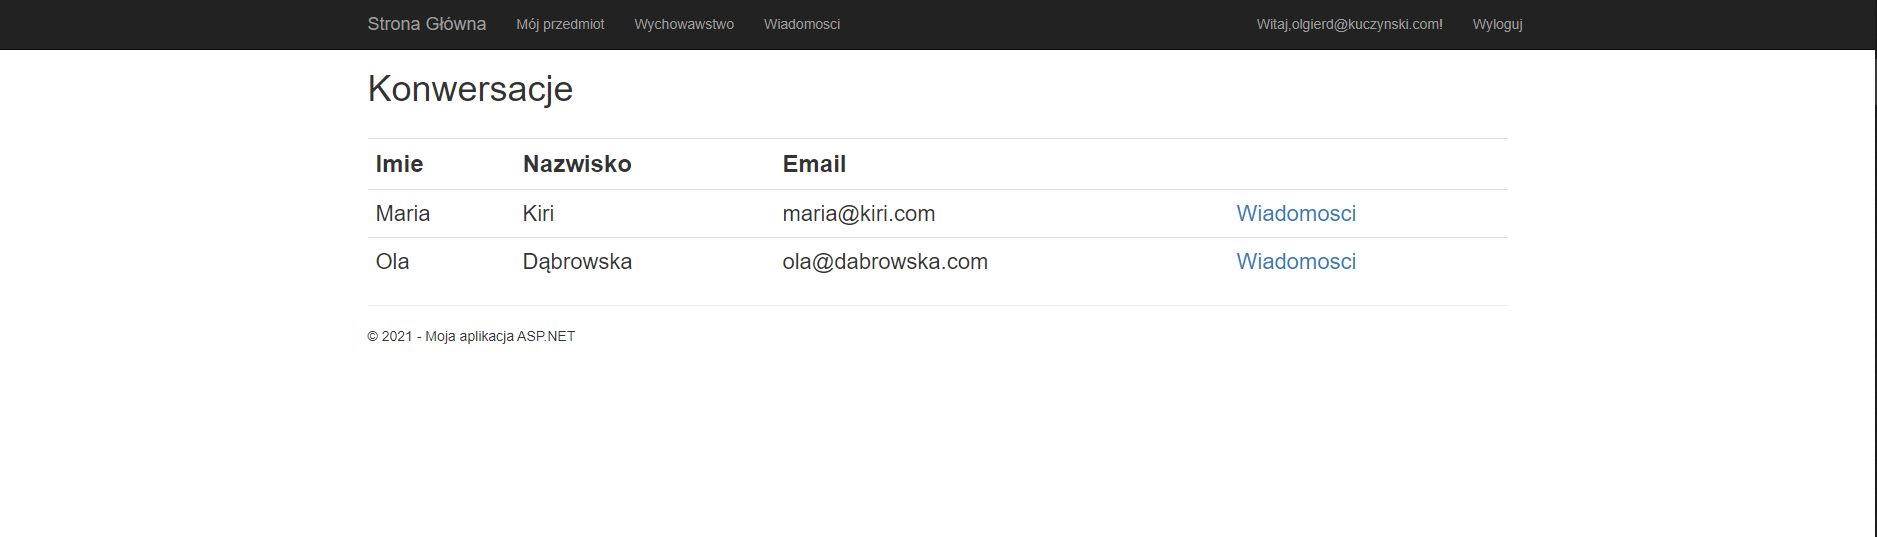 Strona Główna Mój przedmiot Wychowawstwo Wiadomosci Witaj,olgierd@kuczynski.com! Wyloguj
Konwersacje
Imie Nazwisko Email
Maria Kiri maria@kiri.com Wiadomosci
Ola Dąbrowska ola@dabrowska.com Wiadomosci
© 2021 - Moja aplikacja ASP.NET